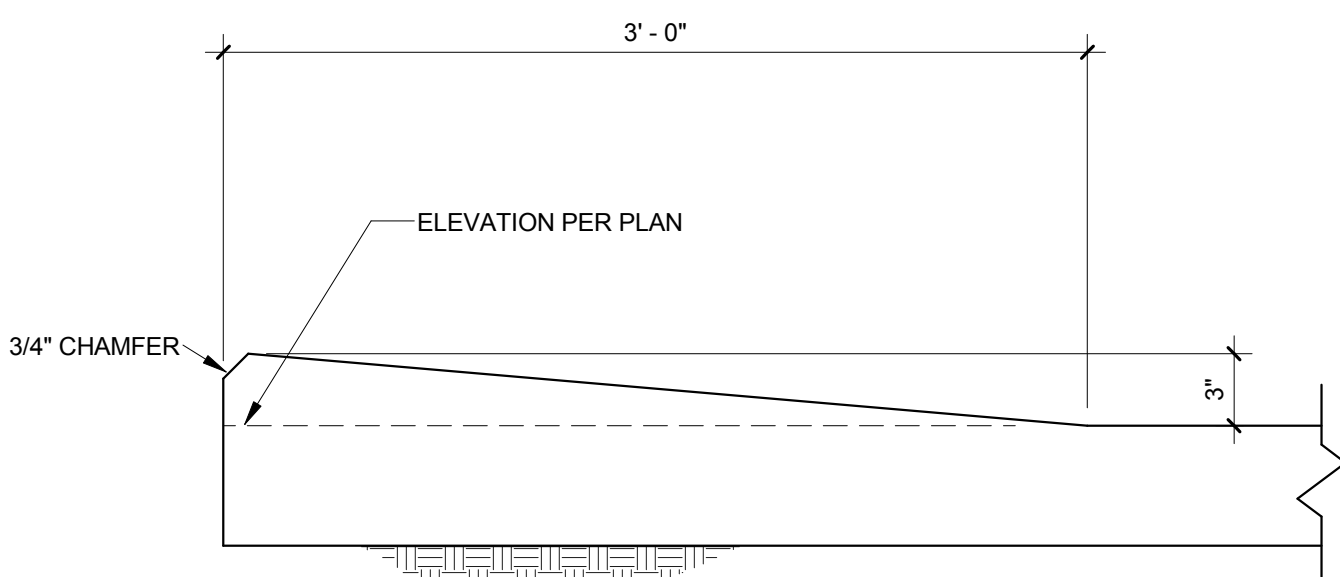 3' - 0"
ELEVATION PER PLAN
3/4" CHAMFER
3"